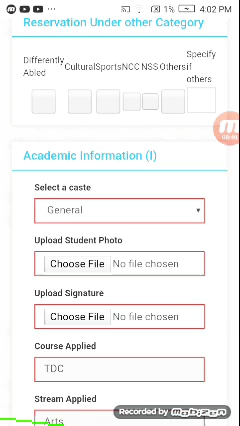 1% 4:02 PM
Reservation Under other Category
Differently Abled Cultural Sports NCC NSS Others Specify if others
Academic Information (I)
Select a caste
General
Upload Student Photo
Choose File No file chosen
Upload Signature
Choose File No file chosen
Course Applied
TDC
Stream Applied
Arts
Recorded by mobizen